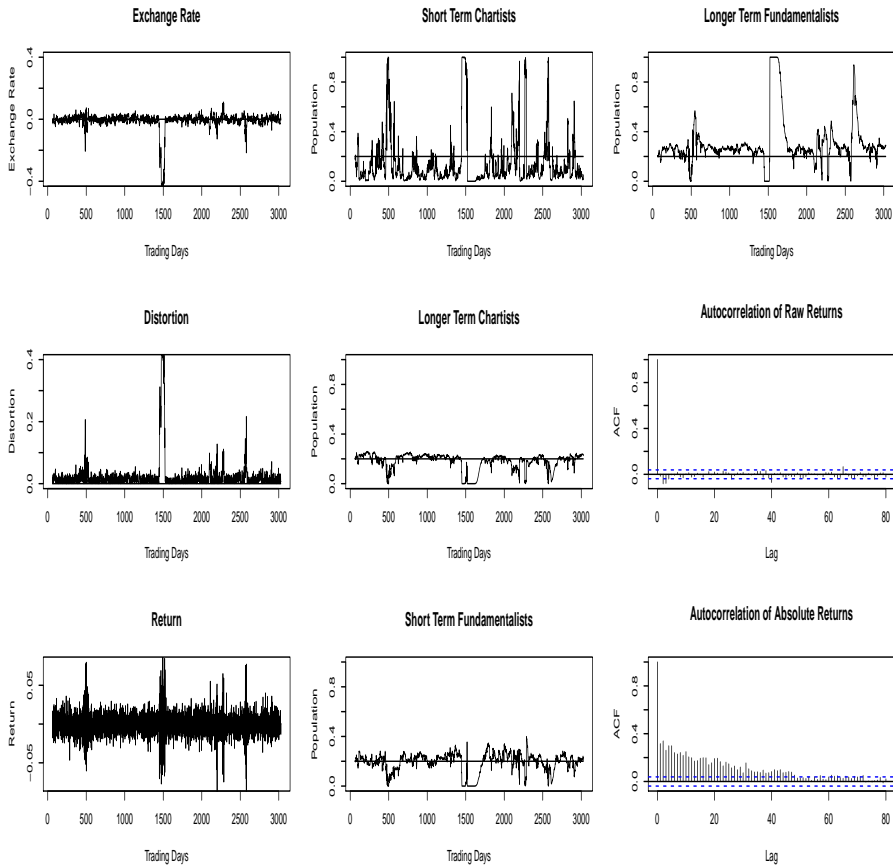 Exchange Rate
Exchange Rate
−0.4 0.0 0.4
0 500 1000 1500 2000 2500 3000
Trading Days
Short Term Chartists
Population
0.0 0.4 0.8
0 500 1000 1500 2000 2500 3000
Trading Days
Longer Term Fundamentalists
Population
0.0 0.4 0.8
0 500 1000 1500 2000 2500 3000
Trading Days
Distortion
Distortion
0.0 0.2 0.4
0 500 1000 1500 2000 2500 3000
Trading Days
Longer Term Chartists
Population
0.0 0.4 0.8
0 500 1000 1500 2000 2500 3000
Trading Days
Autocorrelation of Raw Returns
ACF
0.0 0.4 0.8
0 20 40 60 80
Lag
Return
Return
−0.05 0.05
0 500 1000 1500 2000 2500 3000
Trading Days
Short Term Fundamentalists
Population
0.0 0.4 0.8
0 500 1000 1500 2000 2500 3000
Trading Days
Autocorrelation of Absolute Returns
ACF
0.0 0.4 0.8
0 20 40 60 80
Lag